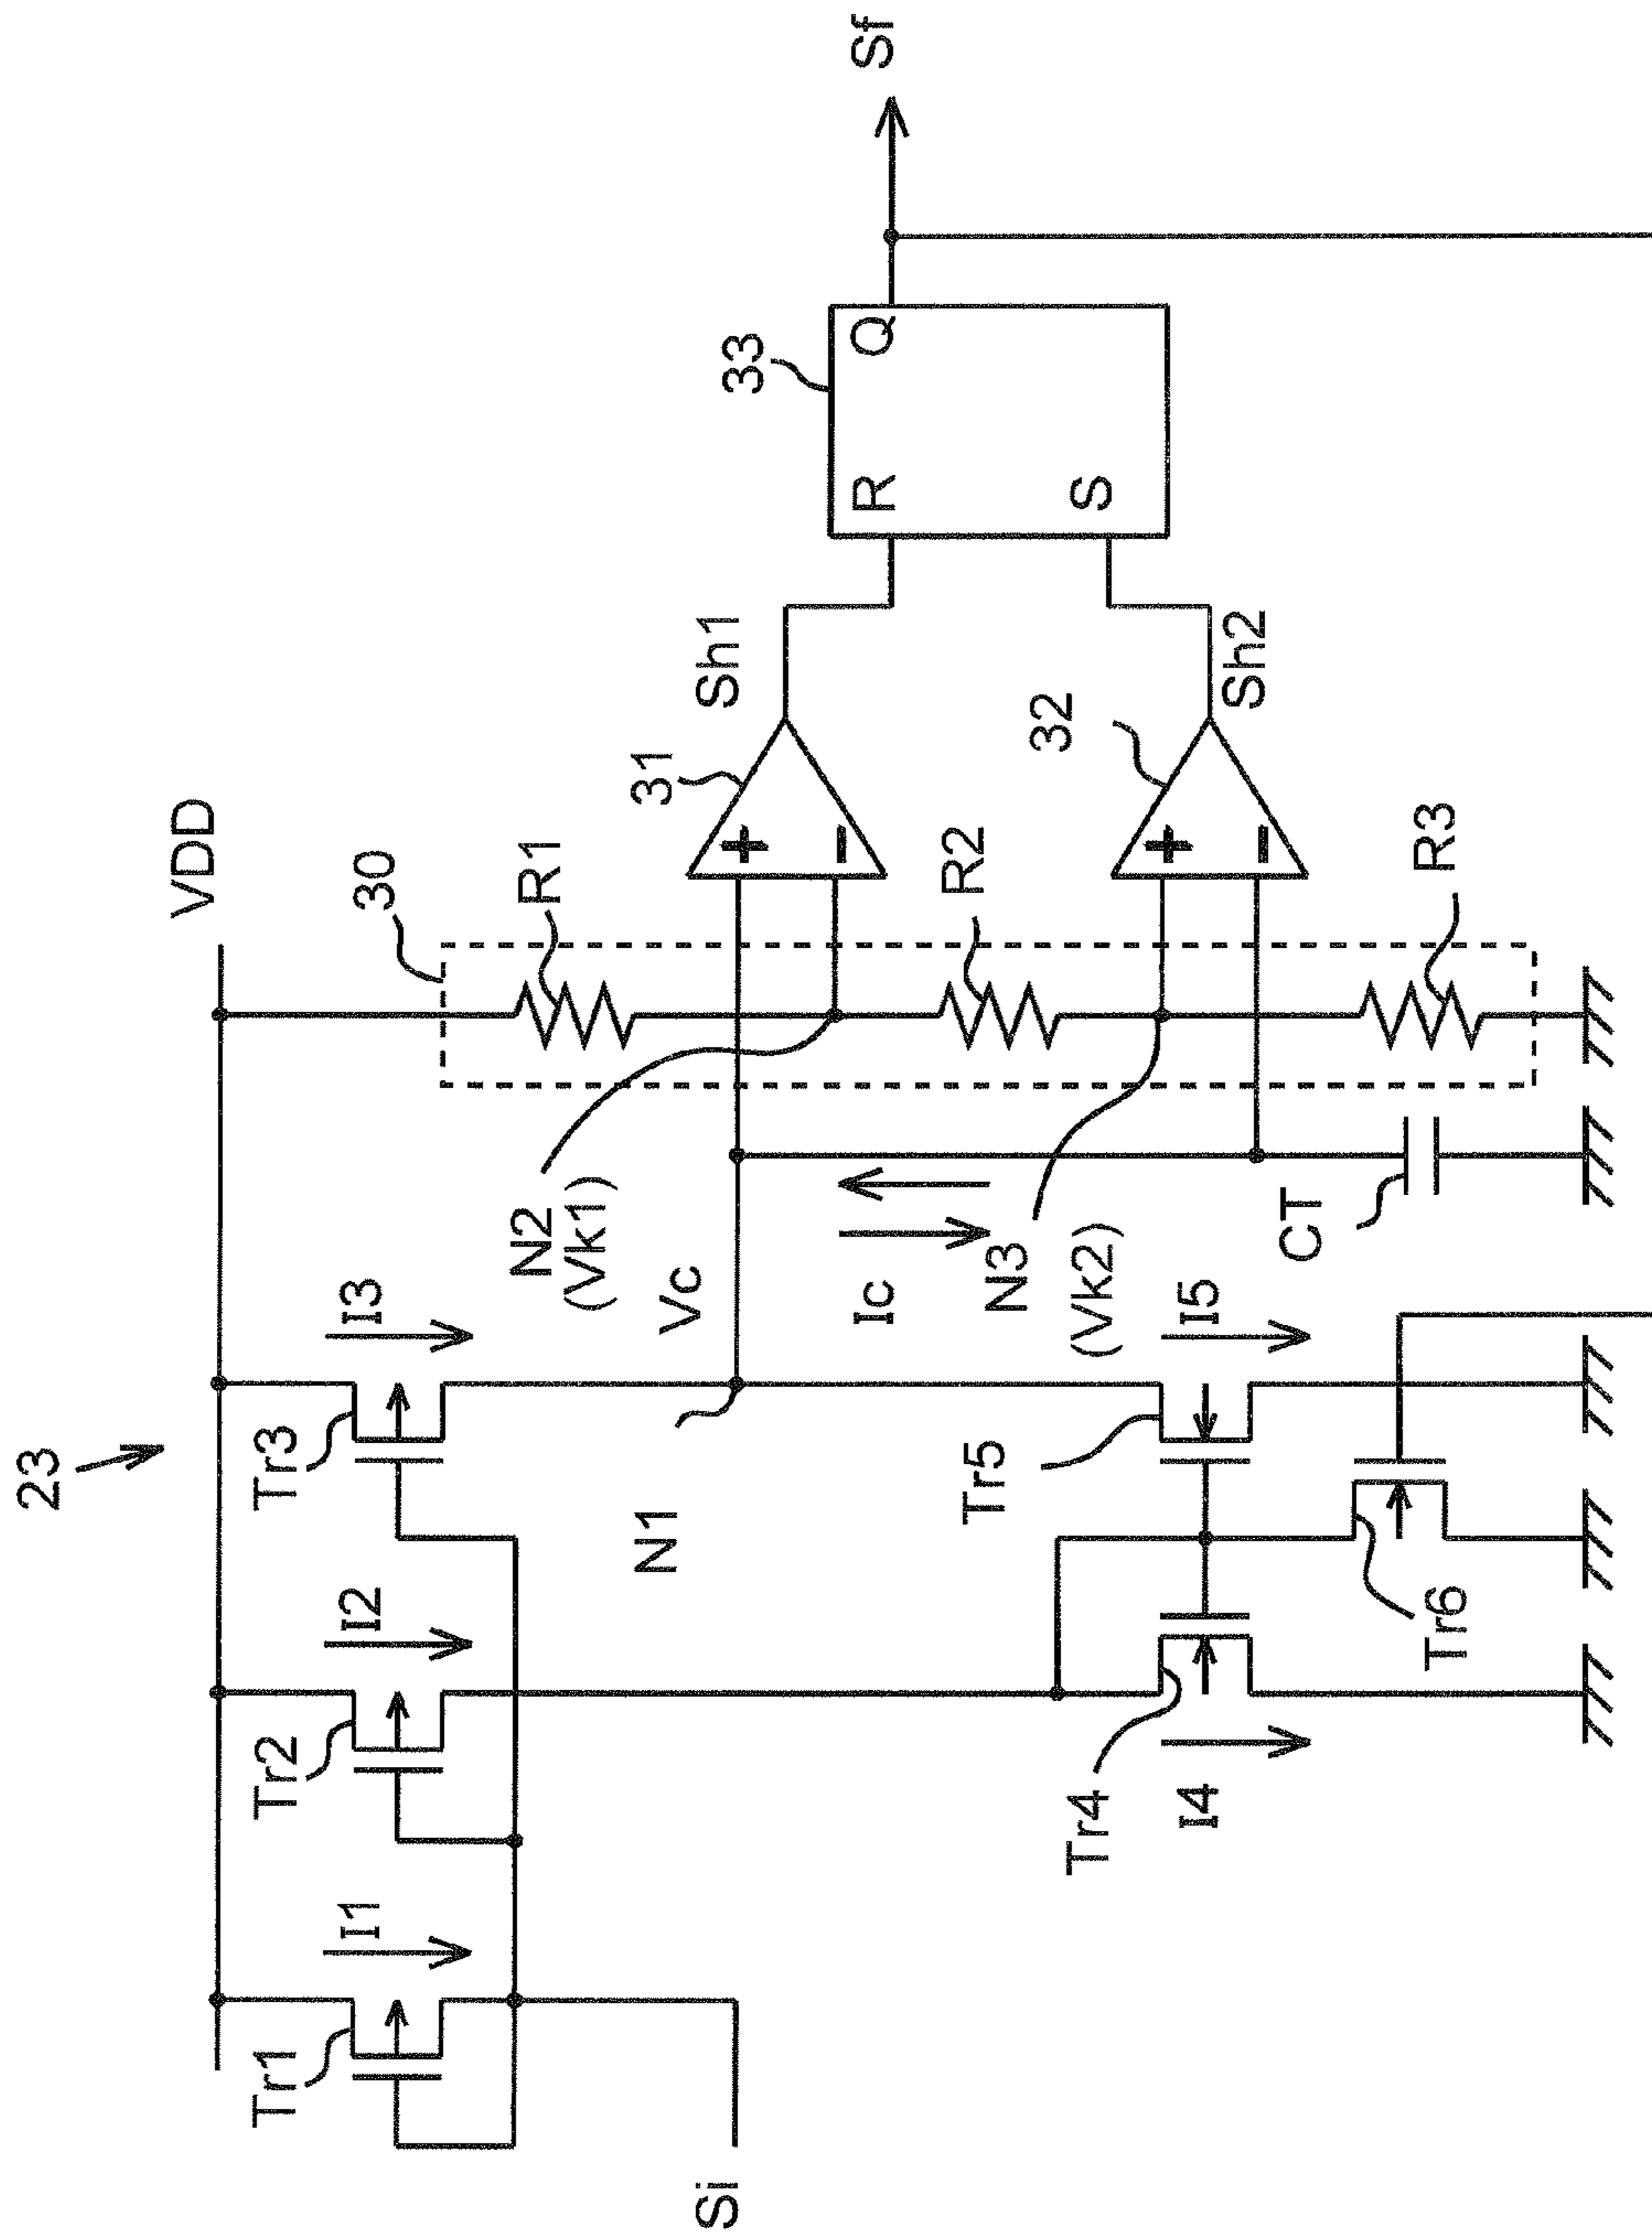 23
VDD
Tr1
I1
Tr2
I2
Tr3
I3
30
R1
N2
(Vk1)
Vc
N1
Si
31
+
−
Sh1
33
R
Q
S
Sf
Ic
N3
(Vk2)
R2
32
+
−
Sh2
Tr4
I4
Tr5
I5
Tr6
CT
R3